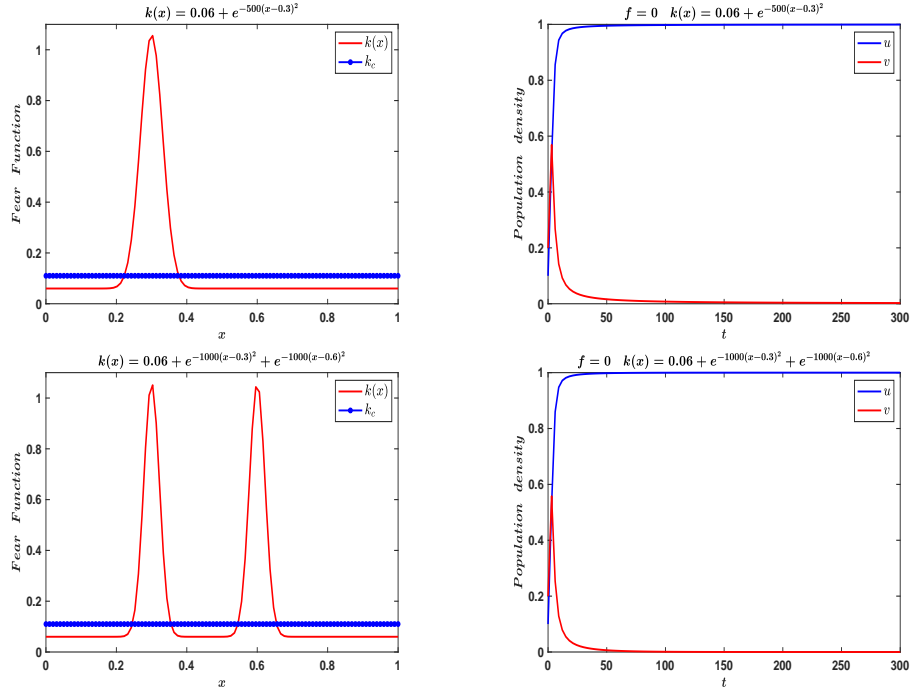 k(x) = 0.06 + e^{-500(x-0.3)^2}
Fear Function
1
0.8
0.6
0.4
0.2
0
0 0.2 0.4 0.6 0.8 1
x
k(x)
k_c
f = 0 k(x) = 0.06 + e^{-500(x-0.3)^2}
Population density
1
0.8
0.6
0.4
0.2
0
0 50 100 150 200 250 300
t
u
v
k(x) = 0.06 + e^{-1000(x-0.3)^2} + e^{-1000(x-0.6)^2}
Fear Function
1
0.8
0.6
0.4
0.2
0
0 0.2 0.4 0.6 0.8 1
x
k(x)
k_c
f = 0 k(x) = 0.06 + e^{-1000(x-0.3)^2} + e^{-1000(x-0.6)^2}
Population density
1
0.8
0.6
0.4
0.2
0
0 50 100 150 200 250 300
t
u
v